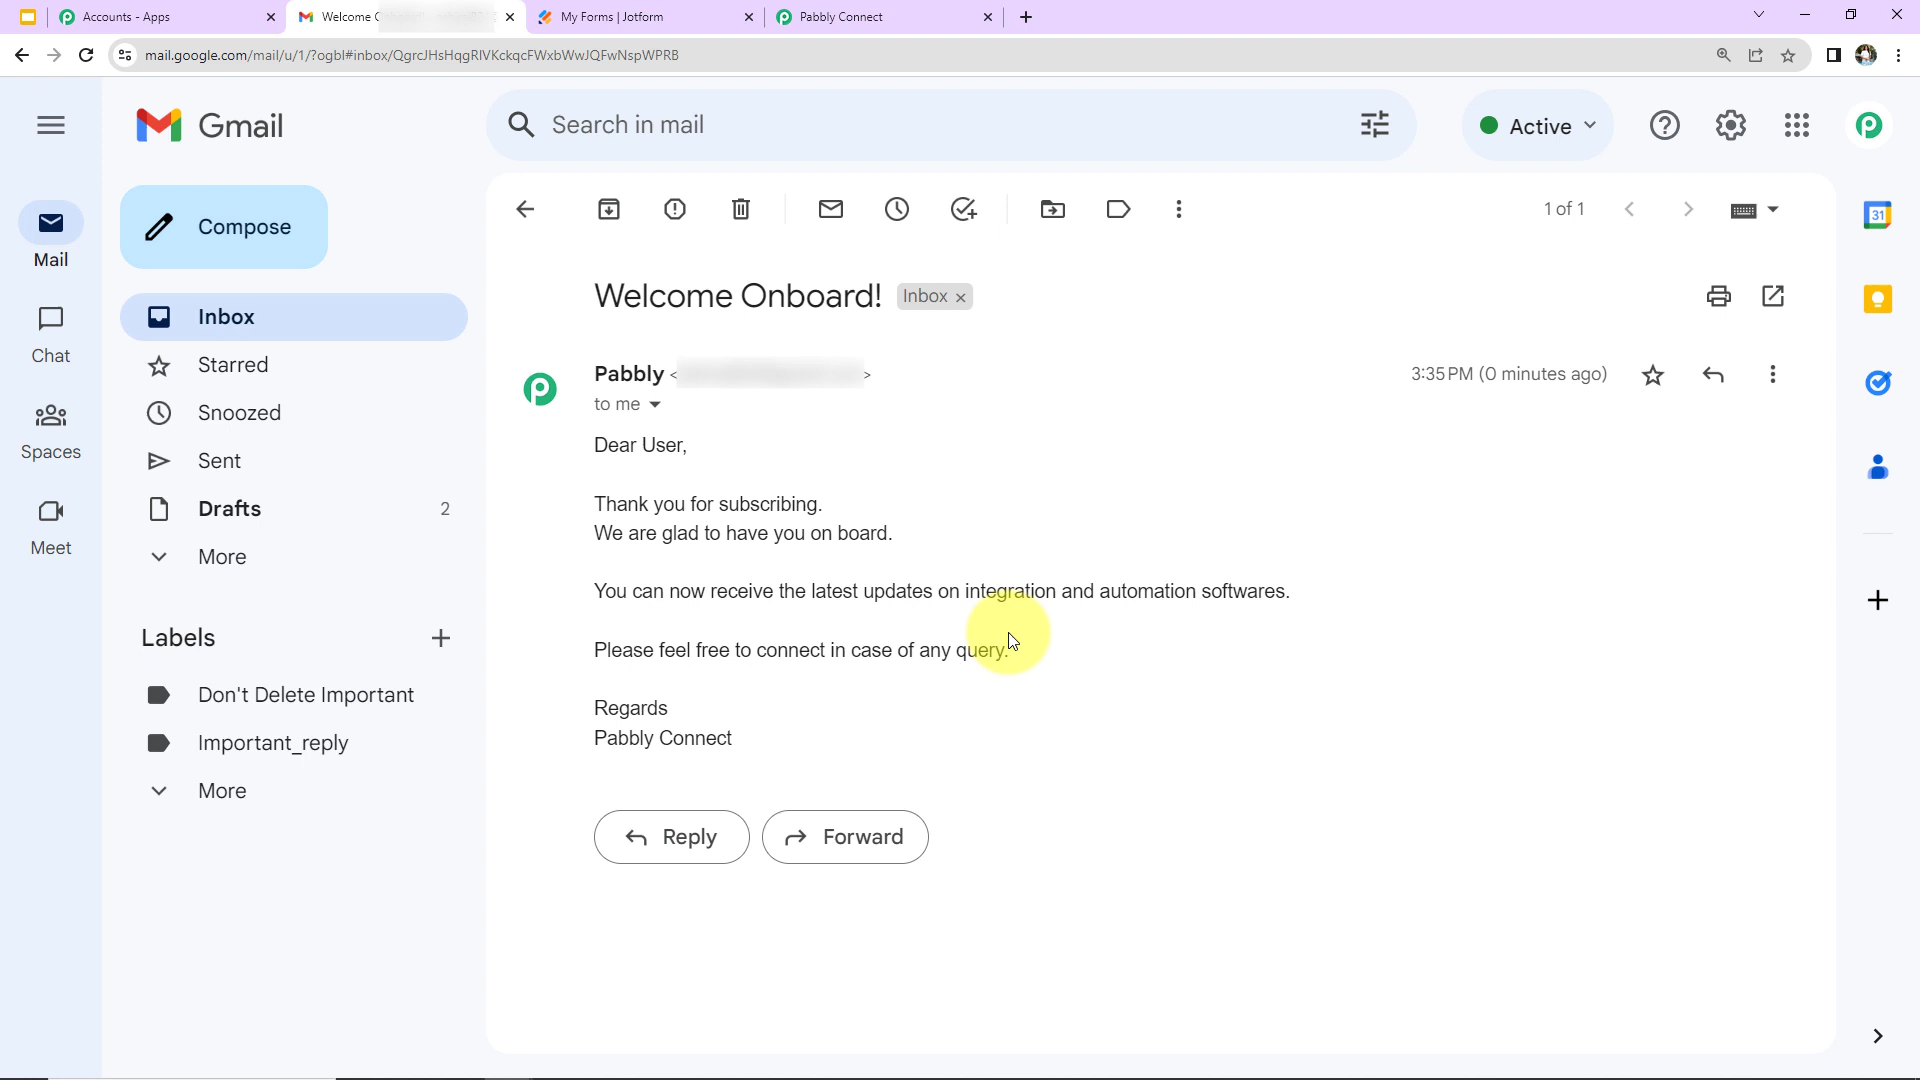 Accounts - Apps
Welcome
My Forms | Jotform
Pabbly Connect
mail.google.com/mail/u/1/?ogbl#inbox/QgrcJHsHqgRIVKckqcFWxbWwJQFwNspWPRB
Gmail
Search in mail
Active
Compose
Mail
Inbox
Starred
Chat
Snoozed
Spaces
Sent
Drafts 2
Meet
More
Labels
Don't Delete Important
Important_reply
More
1 of 1
Welcome Onboard! Inbox ×
Pabbly < >
3:35 PM (0 minutes ago)
to me
Dear User,
Thank you for subscribing.
We are glad to have you on board.
You can now receive the latest updates on integration and automation softwares.
Please feel free to connect in case of any query.
Regards
Pabbly Connect
Reply
Forward
31